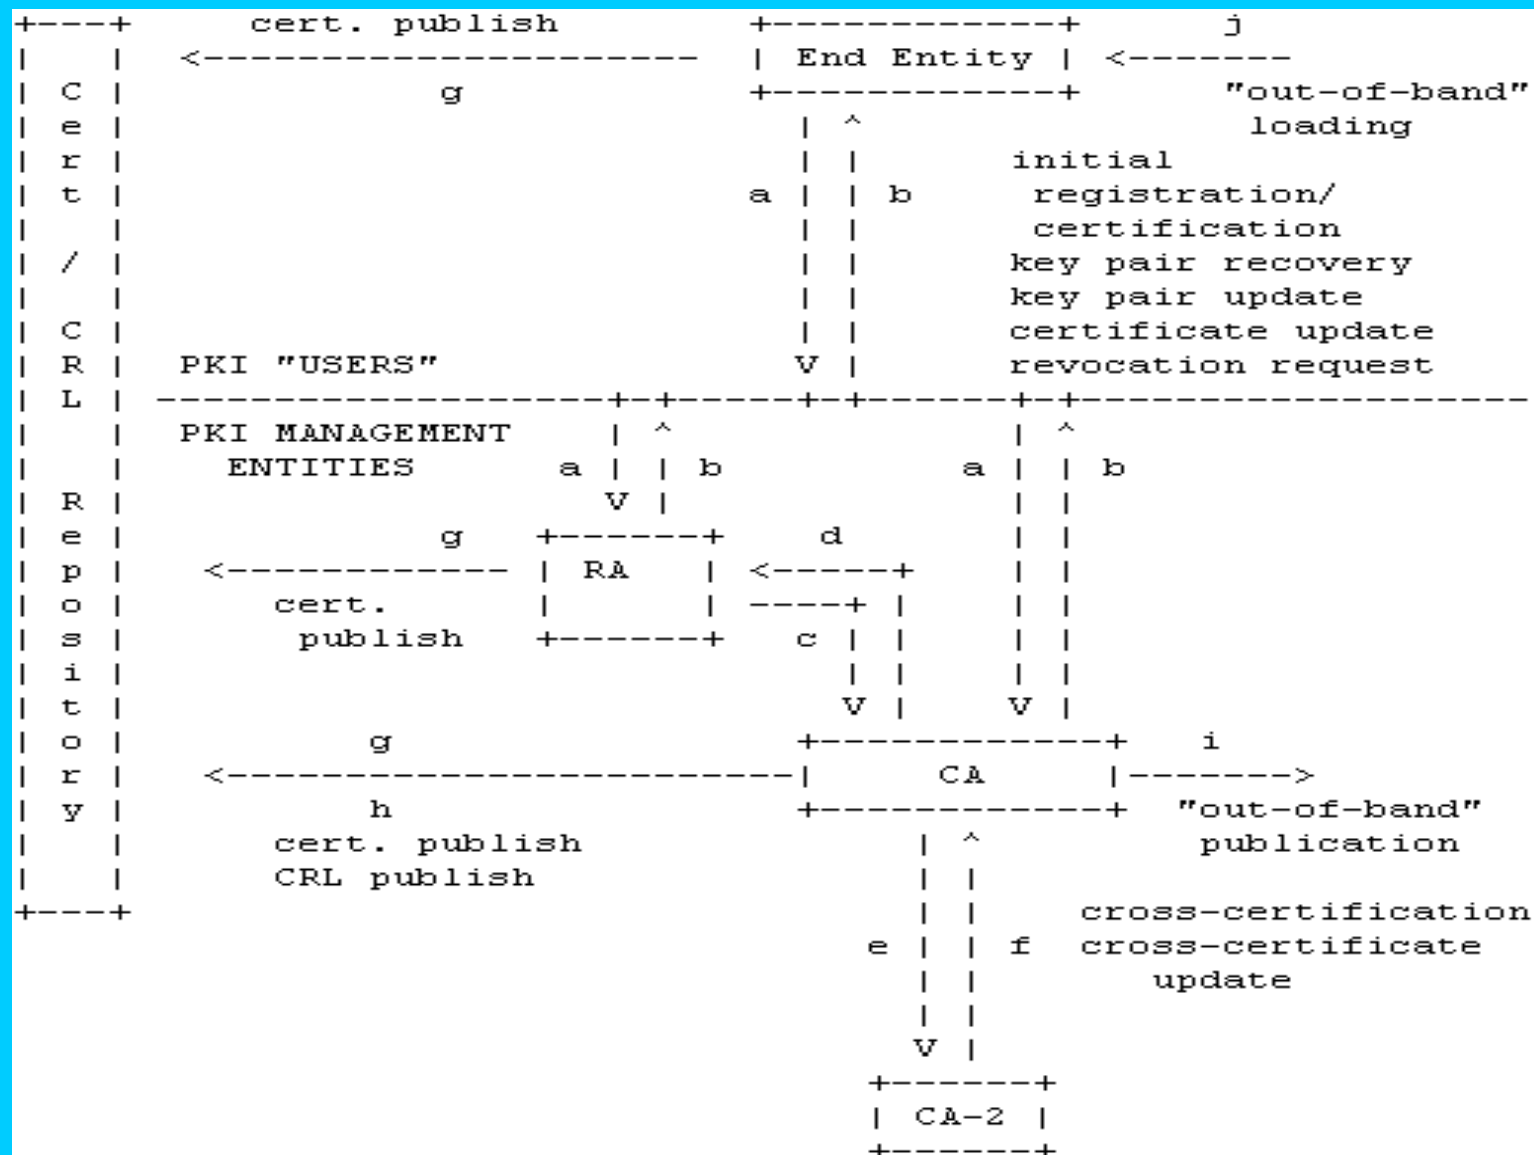 +---+     cert. publish        +------------+      j
|   |  <---------------------  | End Entity | <-------
| C |             g            +------------+      "out-of-band"
| e |                            | ^                loading
| r |                            | |      initial
| t |                          a | | b     registration/
|   |                            | |       certification
| / |                            | |      key pair recovery
|   |                            | |      key pair update
| C |                            | |      certificate update
| R |  PKI "USERS"               V |      revocation request
| L | -------------------+-+-----+-+------+-+-------------------
|   |  PKI MANAGEMENT    | ^              | ^
|   |    ENTITIES      a | | b          a | | b
| R |                    V |              | |
| e |             g   +------+    d       | |
| p |   <------------ | RA   | <-----+    | |
| o |      cert.      |      | ----+ |    | |
| s |       publish   +------+   c | |    | |
| i |                              | |    | |
| t |                              V |    V |
| o |          g                 +------------+   i
| r |   <------------------------|     CA     |------->
| y |          h                 +------------+  "out-of-band"
|   |      cert. publish              | ^         publication
|   |      CRL publish                | |
+---+                                 | |    cross-certification
                                    e | | f  cross-certificate
                                      | |       update
                                      | |
                                      V |
                                    +------+
                                    | CA-2 |
                                    +------+